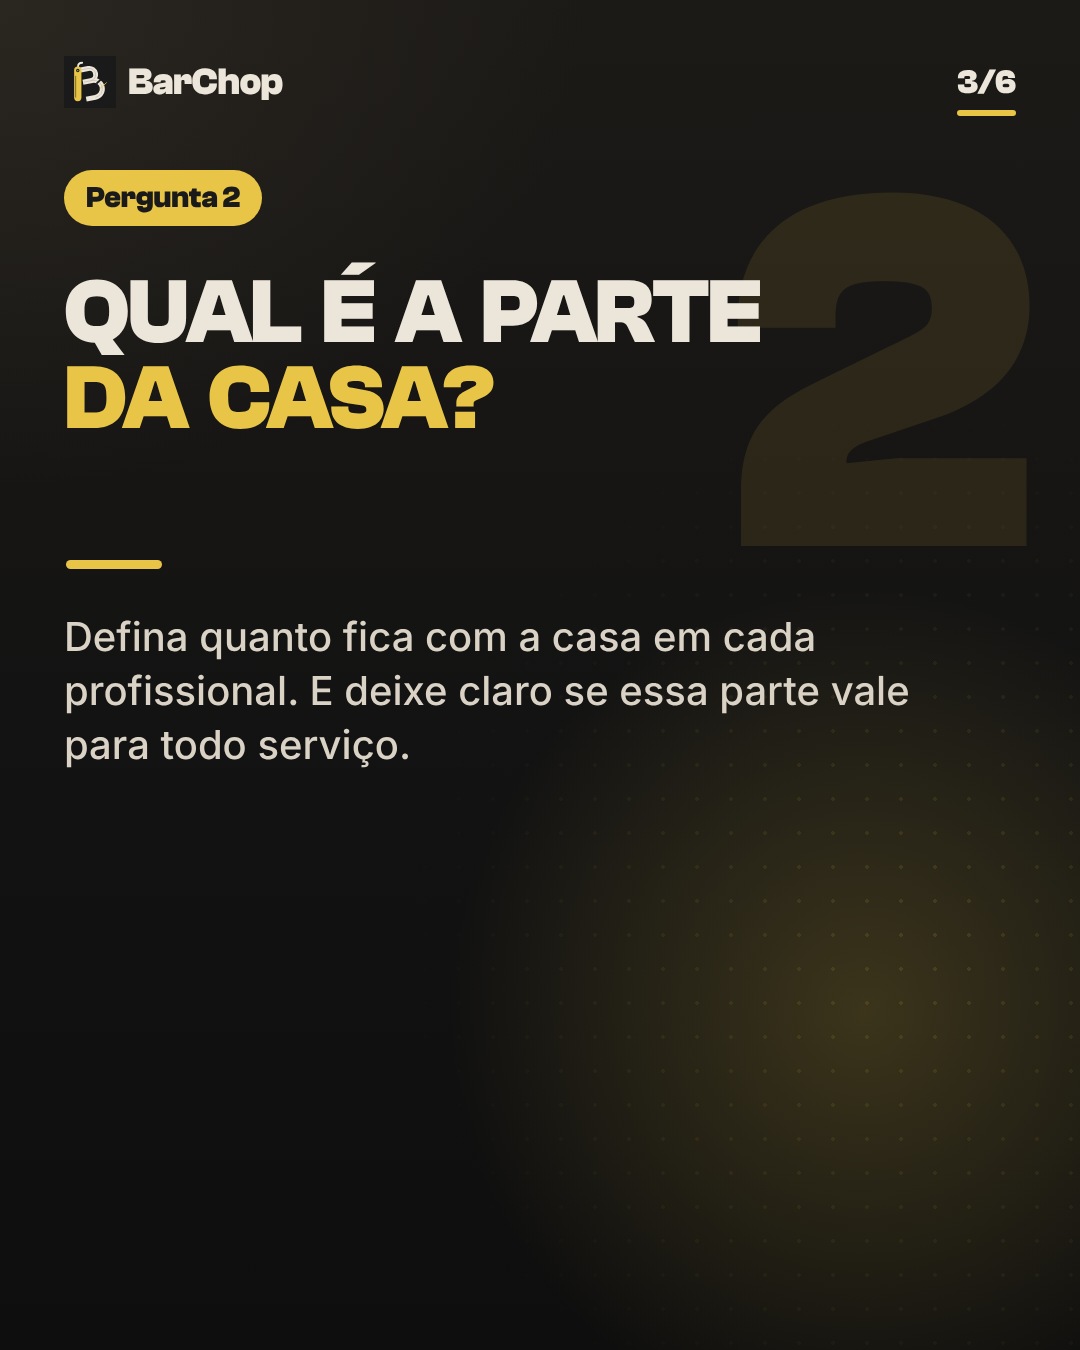 BarChop
3/6
Pergunta 2
2
QUAL É A PARTE
DA CASA?
Defina quanto fica com a casa em cada
profissional. E deixe claro se essa parte vale
para todo serviço.